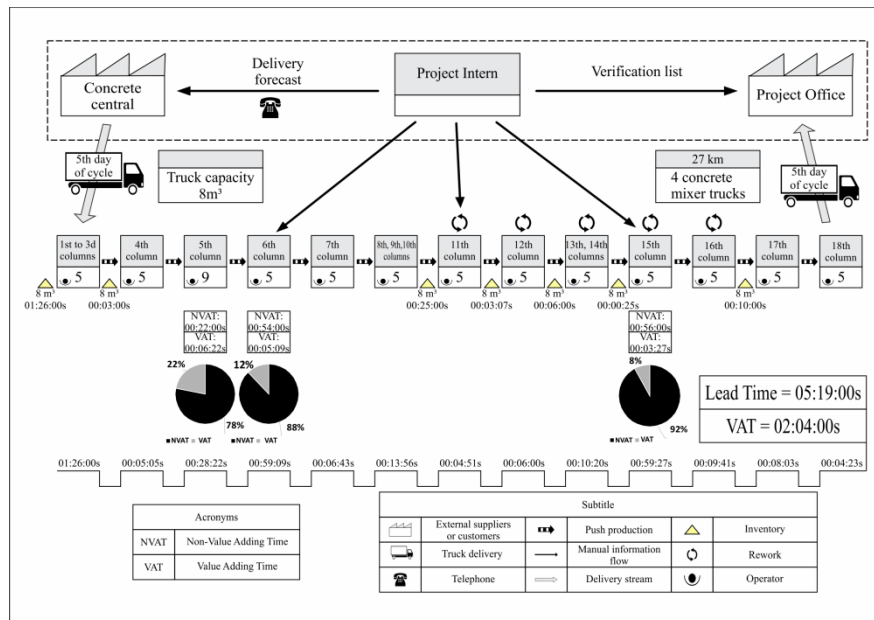 Concrete
central
Delivery
forecast
Project Intern
Verification list
Project Office
5th day
of cycle
Truck capacity
8m³
27 km
4 concrete
mixer trucks
5th day
of cycle
1st to 3d
columns
5
4th
column
5
5th
column
9
6th
column
5
7th
column
5
8th, 9th,10th
columns
5
11th
column
5
12th
column
5
13th, 14th
columns
5
15th
column
5
16th
column
5
17th
column
5
18th
column
5
8 m³
01:26:00s
8 m³
00:03:00s
8 m³
00:25:00s
8 m³
00:03:07s
8 m³
00:06:00s
8 m³
00:00:25s
8 m³
00:10:00s
NVAT:
00:22:00s
VAT:
00:06:22s
NVAT:
00:54:00s
VAT:
00:05:09s
NVAT:
00:56:00s
VAT:
00:03:27s
22%
78%
NVAT VAT
12%
88%
NVAT VAT
8%
92%
NVAT VAT
Lead Time = 05:19:00s
VAT = 02:04:00s
01:26:00s 00:05:05s 00:28:22s 00:59:09s 00:06:43s 00:13:56s 00:04:51s 00:06:00s 00:10:20s 00:59:27s 00:09:41s 00:08:03s 00:04:23s
Acronyms
NVAT Non-Value Adding Time
VAT Value Adding Time
Subtitle
External suppliers
or customers
Push production
Inventory
Truck delivery
Manual information
flow
Rework
Telephone
Delivery stream
Operator